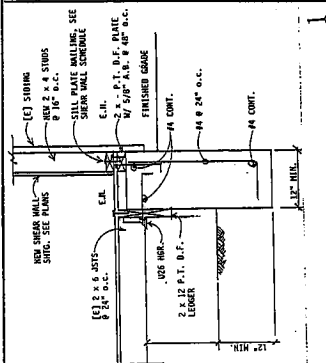 [E] SIDING
NEW 2 x 4 STUDS
@ 16" o.c.
SILL PLATE NAILING, SEE
SHEAR WALL SCHEDULE
E.N.
2 x - P.T. D.F. PLATE
W/ 5/8" A.B. @ 48" o.c.
FINISHED GRADE
#4 CONT.
#4 @ 24" o.c.
#4 CONT.
12" MIN.
NEW SHEAR WALL
SHTG. SEE PLANS
E.N.
[E] 2 x 6 JSTS
@ 24" o.c.
U26 HGR.
2 x 12 P.T. D.F.
LEDGER
12" MIN.
1